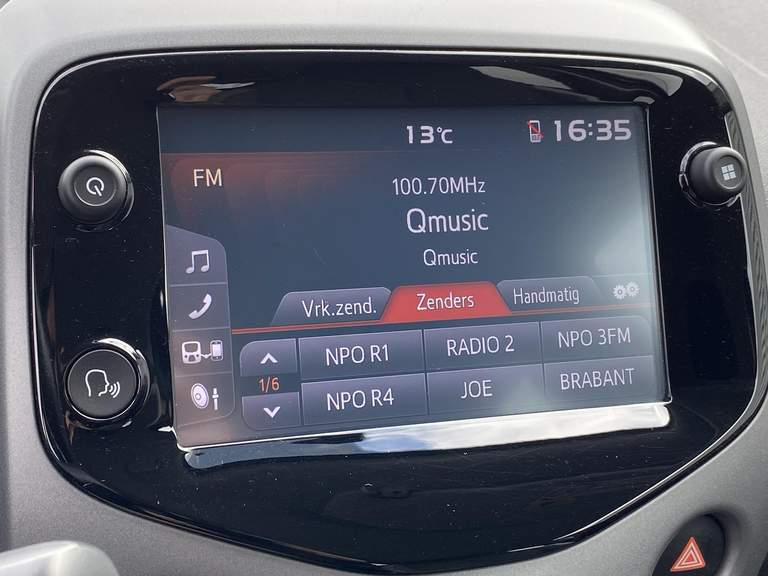 13°C 16:35
FM
100.70MHz
Qmusic
Qmusic
Vrk.zend. Zenders Handmatig
NPO R1 RADIO 2 NPO 3FM
1/6
NPO R4 JOE BRABANT